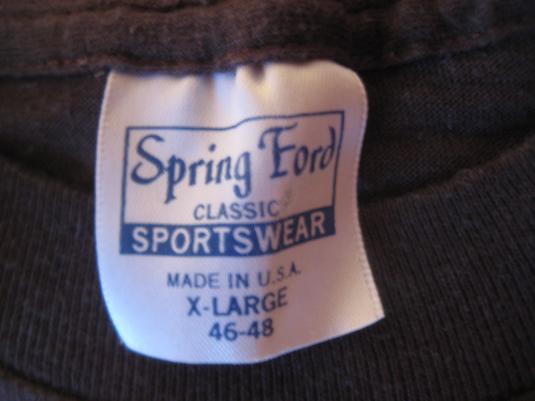 Spring Ford
CLASSIC
SPORTSWEAR
MADE IN U.S.A.
X-LARGE
46-48